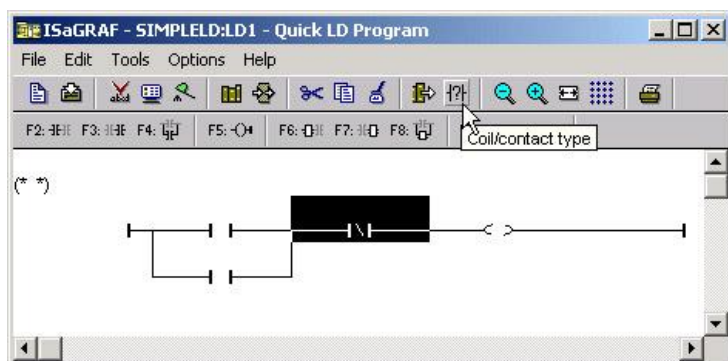 ISaGRAF - SIMPLELD:LD1 - Quick LD Program
File Edit Tools Options Help
F2: F3: F4: F5: F6: F7: F8:
Coil/contact type
(* *)